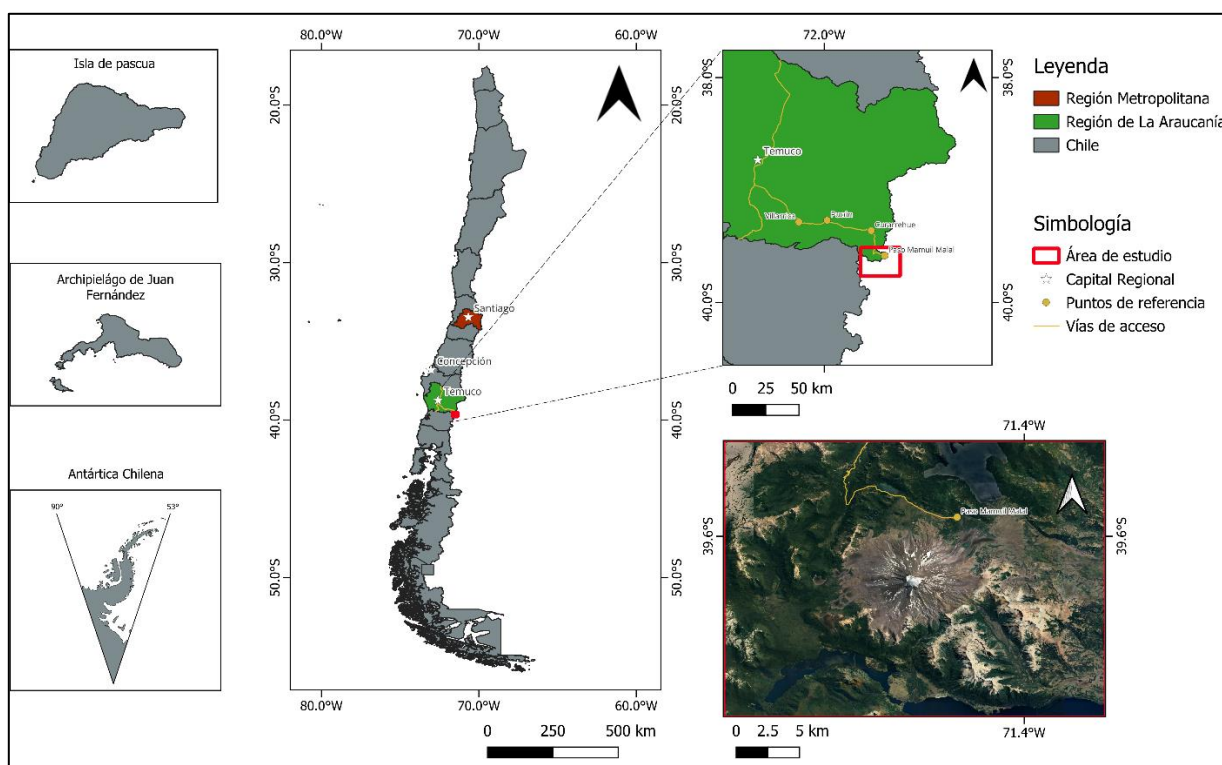 Isla de pascua
Archipielágo de Juan
Fernández
Antártica Chilena
90°
53°
80.0°W
70.0°W
60.0°W
20.0°S
30.0°S
40.0°S
50.0°S
20.0°S
30.0°S
40.0°S
50.0°S
Santiago
Concepción
Temuco
80.0°W
70.0°W
60.0°W
0 250 500 km
72.0°W
38.0°S
40.0°S
38.0°S
40.0°S
Temuco
Villarrica
Pucón
Curarrehue
Paso Mamuil Malal
72.0°W
0 25 50 km
Leyenda
Región Metropolitana
Región de La Araucanía
Chile
Simbología
Área de estudio
Capital Regional
Puntos de referencia
Vías de acceso
71.4°W
39.6°S
39.6°S
Paso Mamuil Malal
71.4°W
0 2.5 5 km